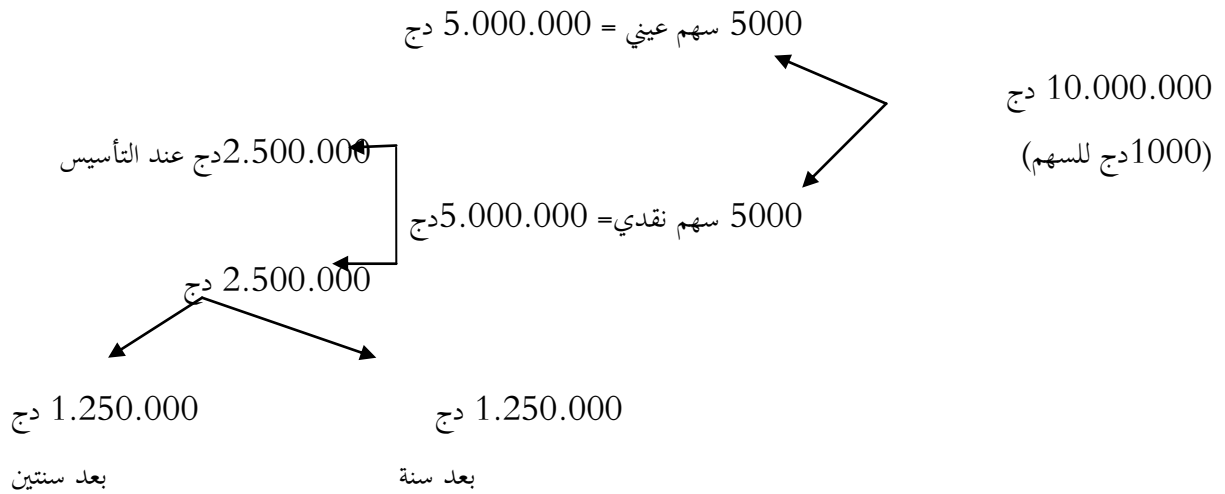 5000 سهم عيني = 5.000.000 دج
10.000.000 دج
(1000دج للسهم)
2.500.000دج عند التأسيس
5000 سهم نقدي= 5.000.000دج
2.500.000 دج
1.250.000 دج
1.250.000 دج
بعد سنة
بعد سنتين